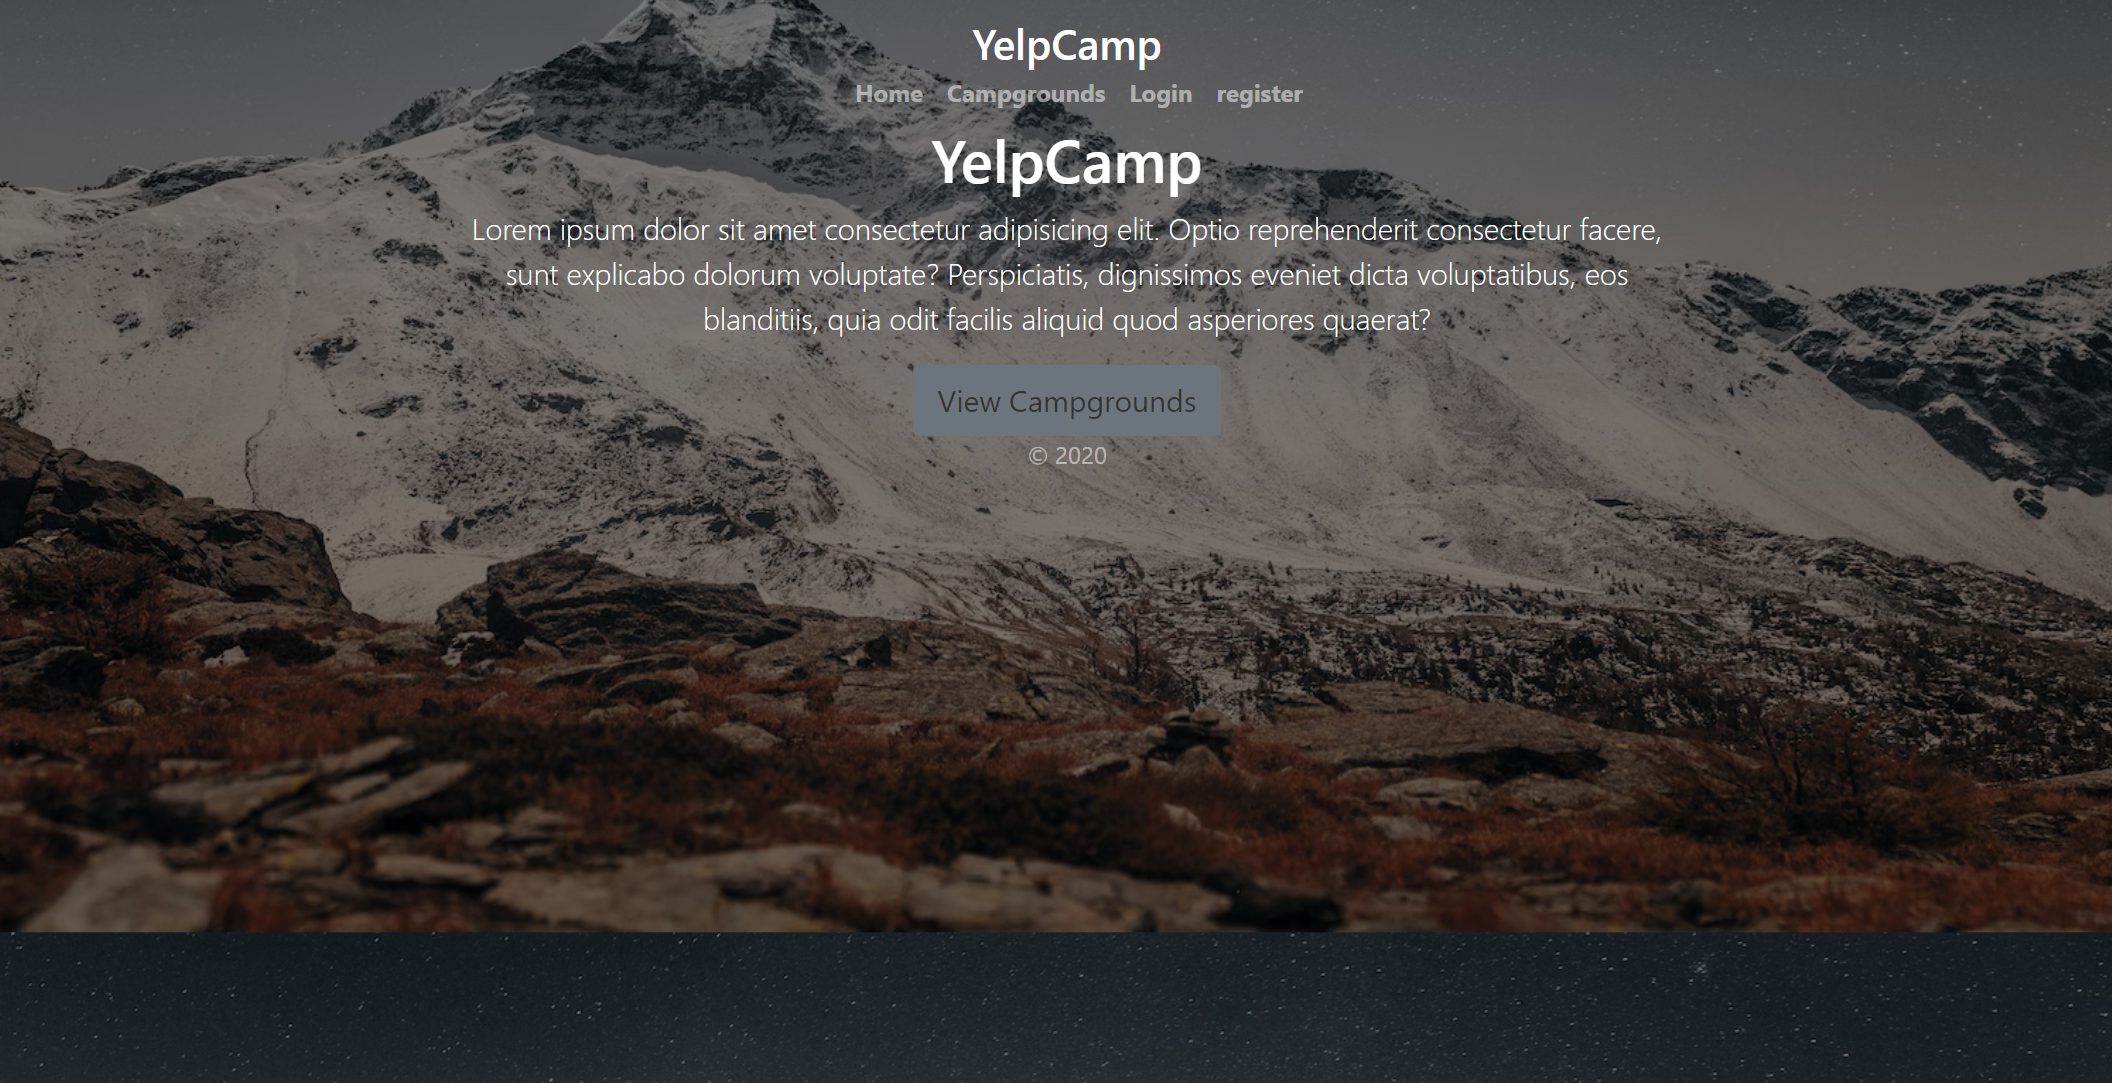 YelpCamp
Home Campgrounds Login register
YelpCamp
Lorem ipsum dolor sit amet consectetur adipisicing elit. Optio reprehenderit consectetur facere,
sunt explicabo dolorum voluptate? Perspiciatis, dignissimos eveniet dicta voluptatibus, eos
blanditiis, quia odit facilis aliquid quod asperiores quaerat?
View Campgrounds
© 2020